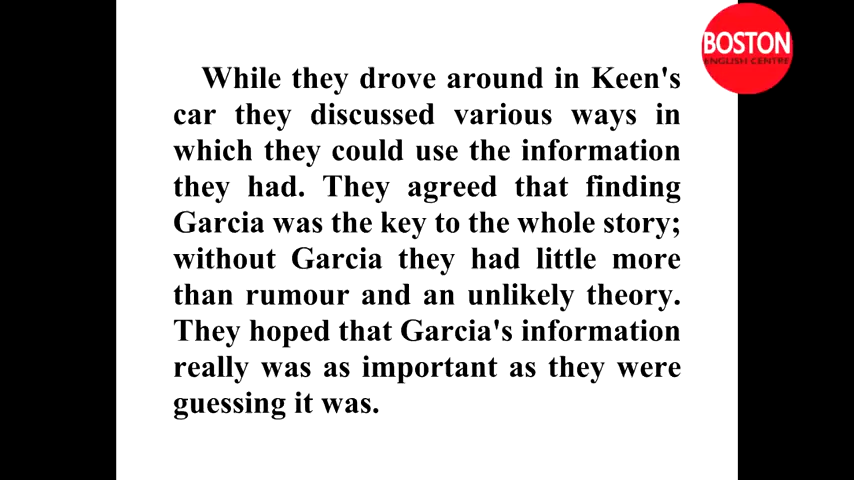 BOSTON
ENGLISH CENTRE
While they drove around in Keen's
car they discussed various ways in
which they could use the information
they had. They agreed that finding
Garcia was the key to the whole story;
without Garcia they had little more
than rumour and an unlikely theory.
They hoped that Garcia's information
really was as important as they were
guessing it was.